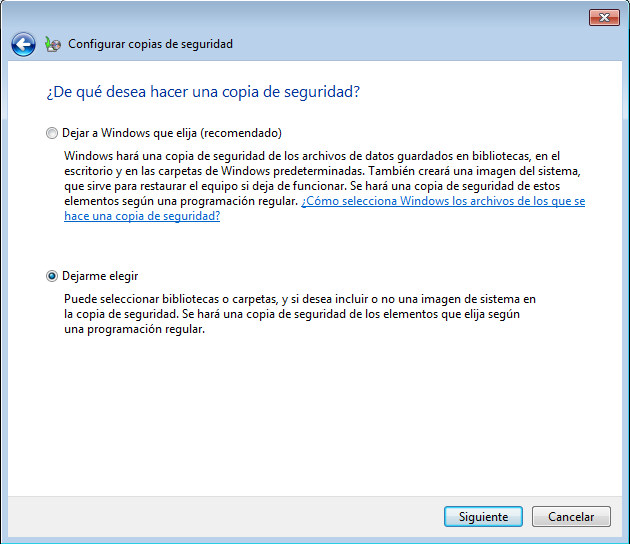 Configurar copias de seguridad
¿De qué desea hacer una copia de seguridad?
Dejar a Windows que elija (recomendado)
Windows hará una copia de seguridad de los archivos de datos guardados en bibliotecas, en el
escritorio y en las carpetas de Windows predeterminadas. También creará una imagen del sistema,
que sirve para restaurar el equipo si deja de funcionar. Se hará una copia de seguridad de estos
elementos según una programación regular. ¿Cómo selecciona Windows los archivos de los que se
hace una copia de seguridad?
Dejarme elegir
Puede seleccionar bibliotecas o carpetas, y si desea incluir o no una imagen de sistema en
la copia de seguridad. Se hará una copia de seguridad de los elementos que elija según
una programación regular.
Siguiente
Cancelar